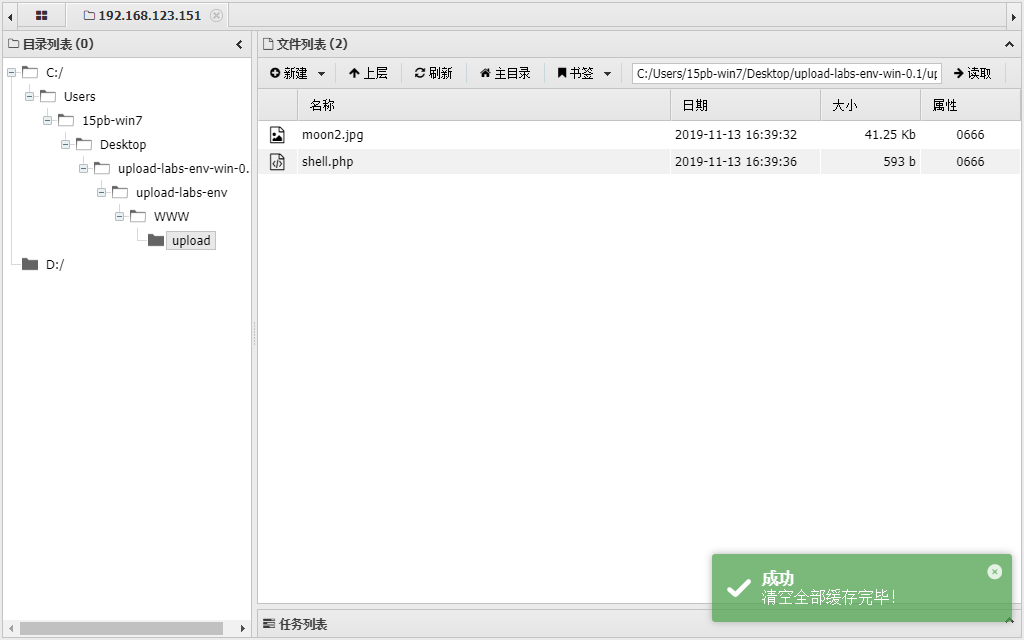 192.168.123.151
目录列表 (0)
C:/
Users
15pb-win7
Desktop
upload-labs-env-win-0.
upload-labs-env
WWW
upload
D:/
文件列表 (2)
新建 上层 刷新 主目录 书签 C:/Users/15pb-win7/Desktop/upload-labs-env-win-0.1/up 读取
名称 日期 大小 属性
moon2.jpg 2019-11-13 16:39:32 41.25 Kb 0666
shell.php 2019-11-13 16:39:36 593 b 0666
成功
清空全部缓存完毕!
任务列表